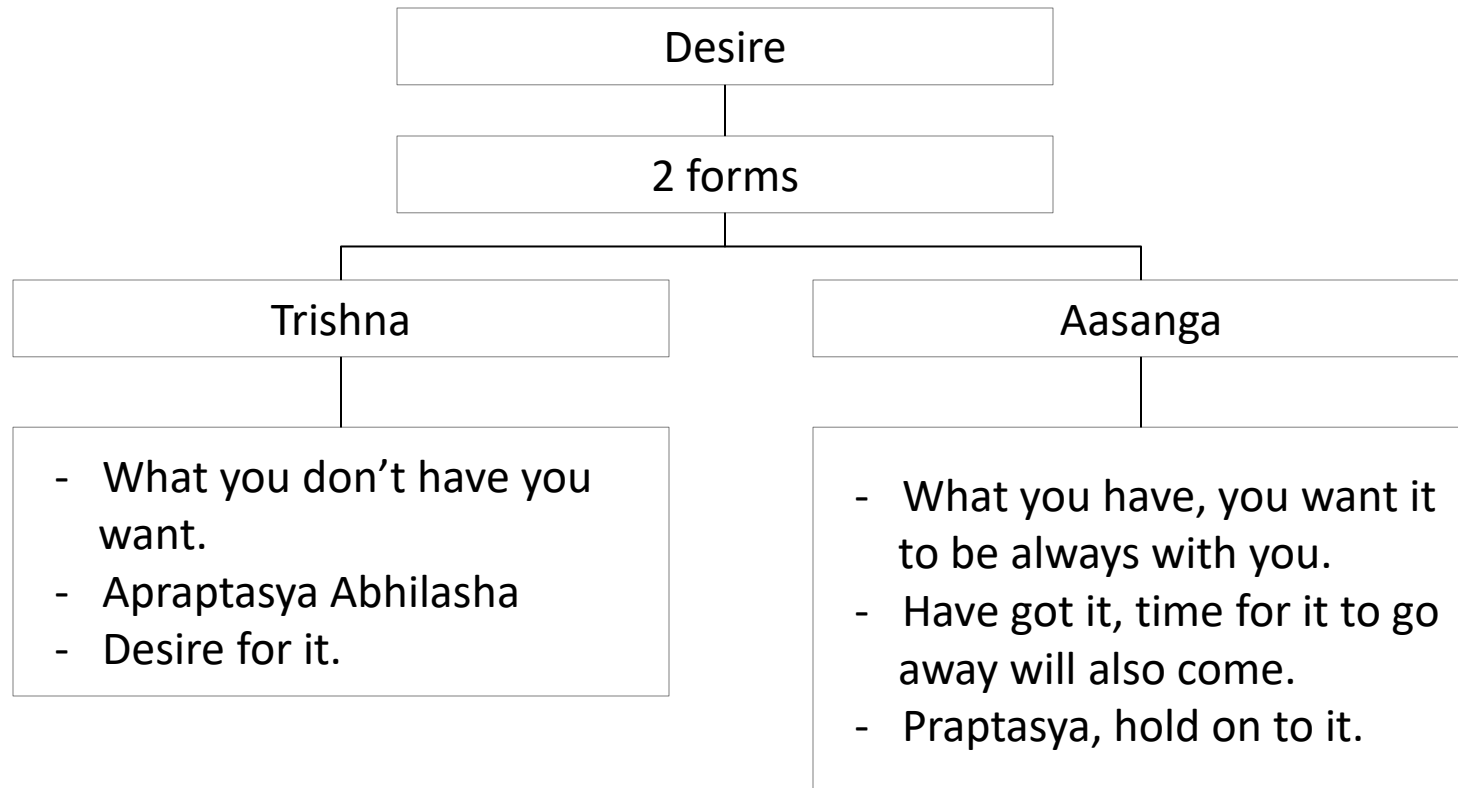 Desire
2 forms
Trishna
- What you don’t have you
want.
- Apraptasya Abhilasha
- Desire for it.
Aasanga
- What you have, you want it
to be always with you.
- Have got it, time for it to go
away will also come.
- Praptasya, hold on to it.